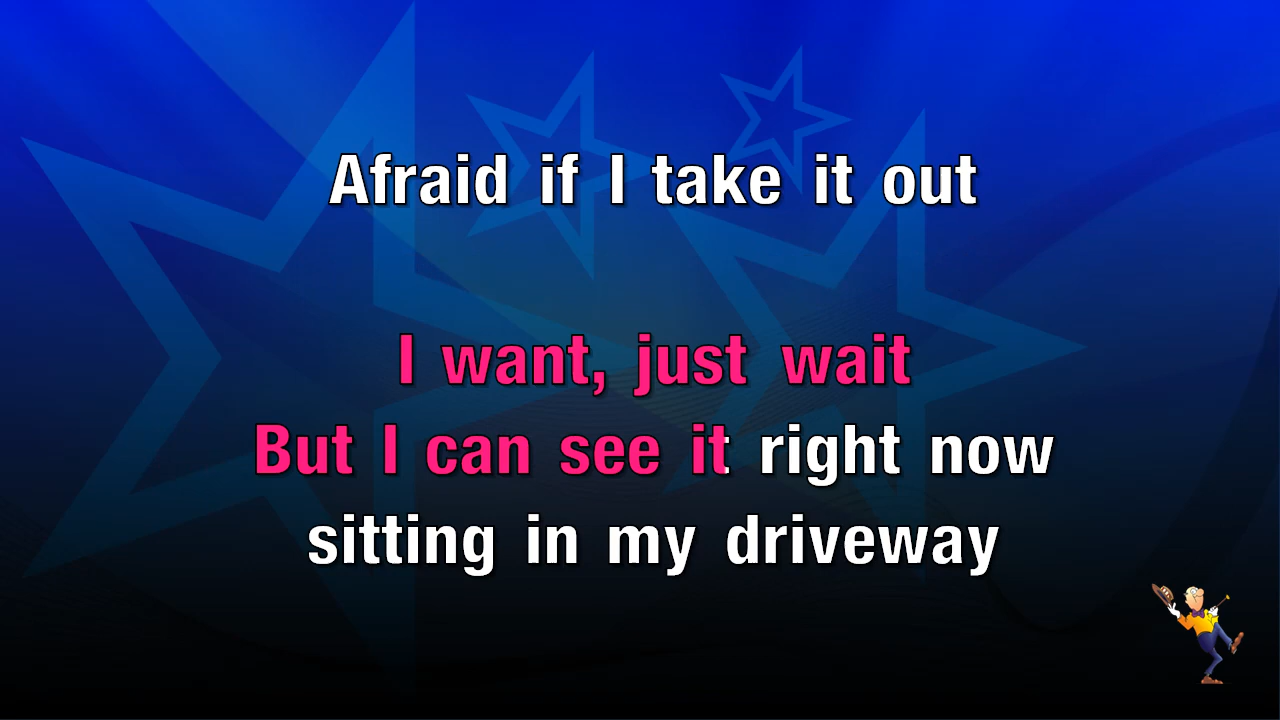 Afraid if I take it out
I want, just wait
But I can see it right now
sitting in my driveway